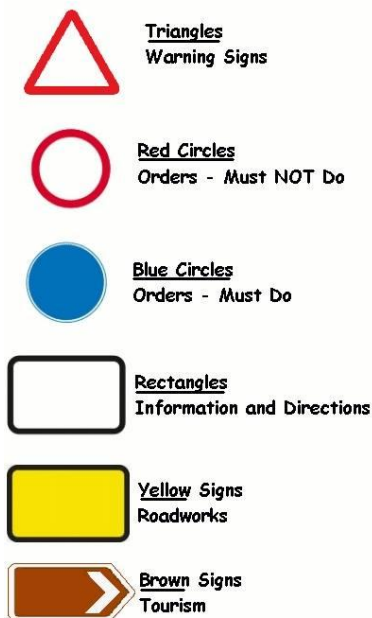 Triangles
Warning Signs
Red Circles
Orders - Must NOT Do
Blue Circles
Orders - Must Do
Rectangles
Information and Directions
Yellow Signs
Roadworks
Brown Signs
Tourism